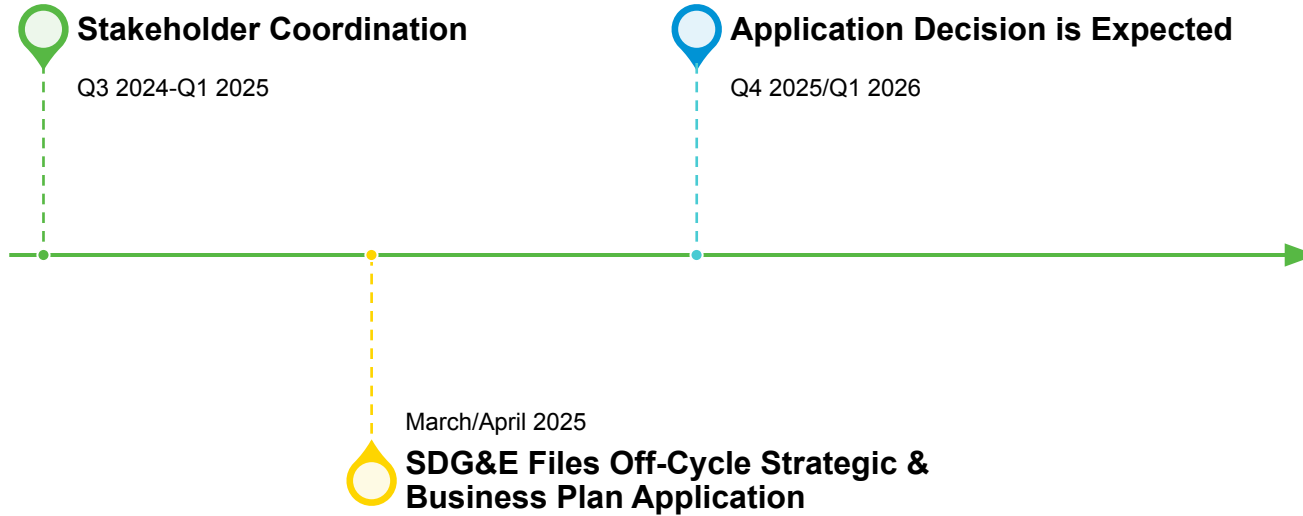 Stakeholder Coordination
Q3 2024-Q1 2025
Application Decision is Expected
Q4 2025/Q1 2026
March/April 2025
SDG&E Files Off-Cycle Strategic &
Business Plan Application